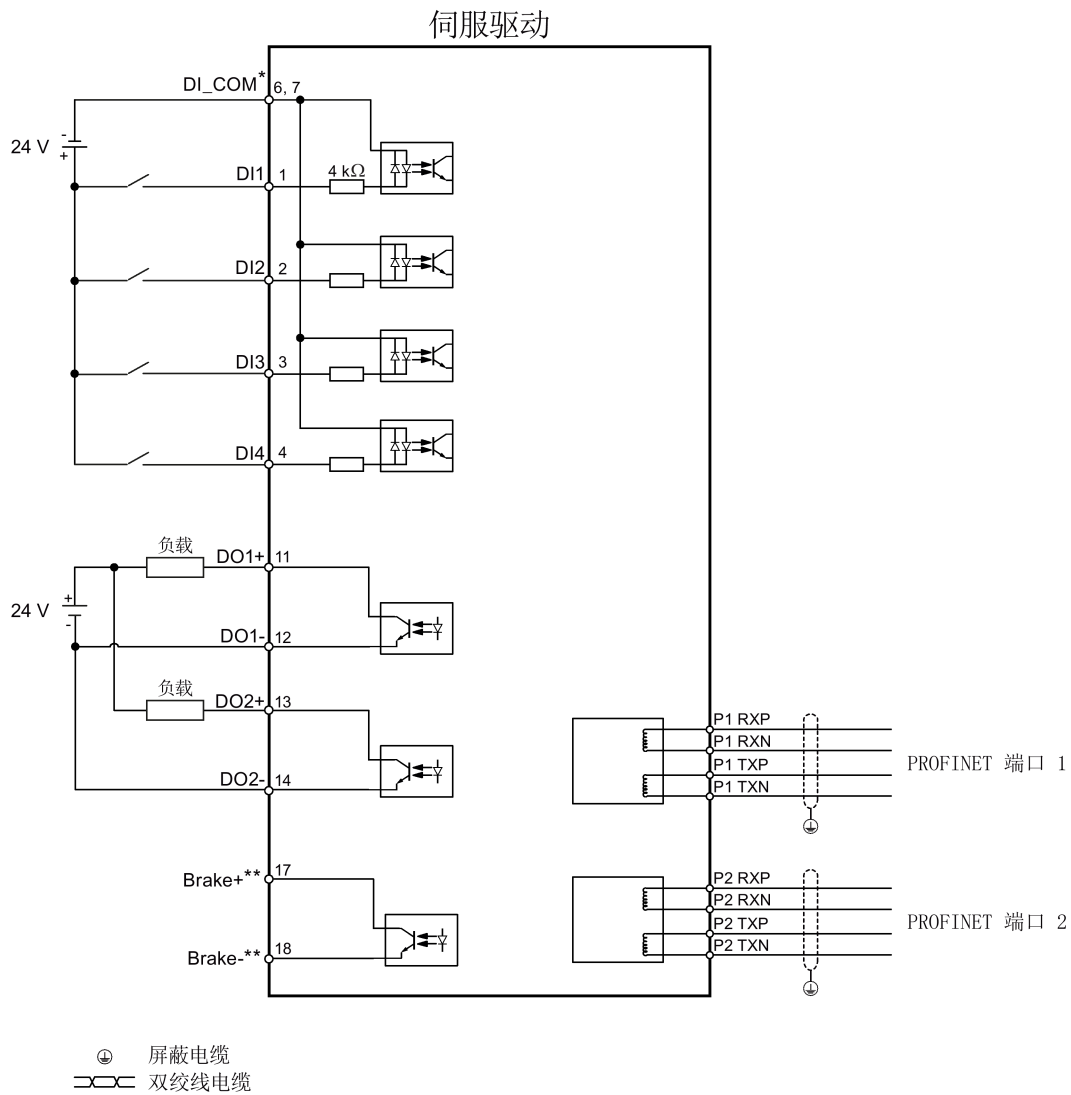 伺服驱动
DI_COM* 6, 7
-
24 V
+
DI1 1 4 kΩ
DI2 2
DI3 3
DI4 4
负载
DO1+ 11
+
24 V
-
DO1- 12
负载
DO2+ 13
DO2- 14
Brake+** 17
Brake-** 18
P1 RXP
P1 RXN
P1 TXP
P1 TXN
PROFINET 端口 1
P2 RXP
P2 RXN
P2 TXP
P2 TXN
PROFINET 端口 2
屏蔽电缆
双绞线电缆